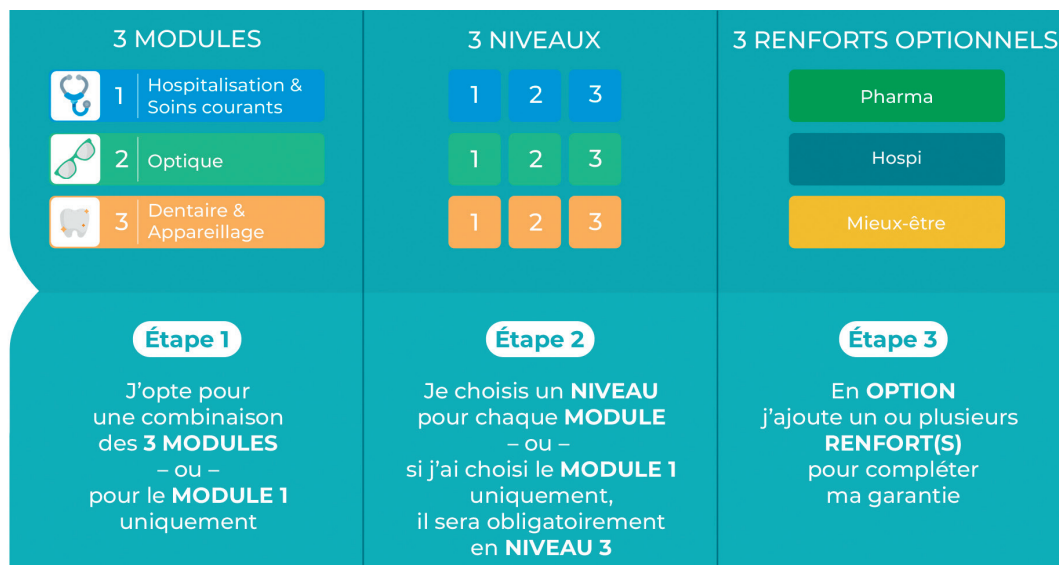 3 MODULES
1 Hospitalisation &
Soins courants
2 Optique
3 Dentaire &
Appareillage
3 NIVEAUX
1 2 3
1 2 3
1 2 3
3 RENFORTS OPTIONNELS
Pharma
Hospi
Mieux-être
Étape 1
J’opte pour
une combinaison
des 3 MODULES
– ou –
pour le MODULE 1
uniquement
Étape 2
Je choisis un NIVEAU
pour chaque MODULE
– ou –
si j’ai choisi le MODULE 1
uniquement,
il sera obligatoirement
en NIVEAU 3
Étape 3
En OPTION
j’ajoute un ou plusieurs
RENFORT(S)
pour compléter
ma garantie